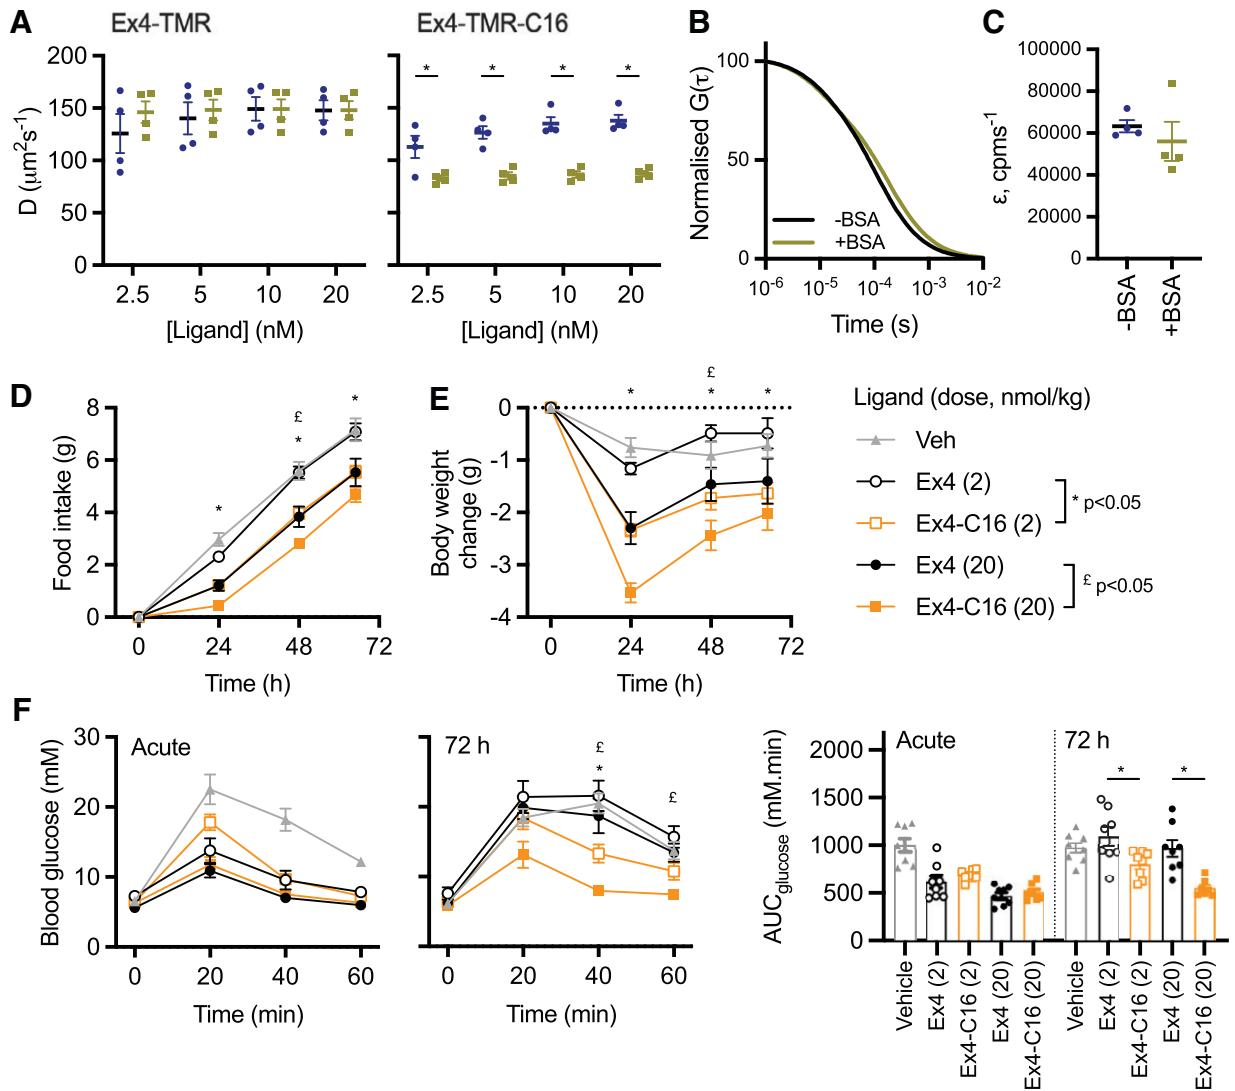 A
Ex4-TMR
Ex4-TMR-C16
200
150
100
50
0
D (μm²s-¹)
*
*
*
*
2.5
5
10
20
2.5
5
10
20
[Ligand] (nM)
[Ligand] (nM)
B
100
50
0
Normalised G(τ)
-BSA
+BSA
10⁻⁶
10⁻⁵
10⁻⁴
10⁻³
10⁻²
Time (s)
C
100000
80000
60000
40000
20000
0
ε, cpms⁻¹
-BSA
+BSA
D
8
6
4
2
0
Food intake (g)
*
£
*
*
0
24
48
72
Time (h)
E
0
-1
-2
-3
-4
Body weight
change (g)
*
£
*
*
0
24
48
72
Time (h)
Ligand (dose, nmol/kg)
Veh
Ex4 (2)
Ex4-C16 (2)
* p<0.05
Ex4 (20)
Ex4-C16 (20)
£ p<0.05
F
30
20
10
0
Blood glucose (mM)
Acute
0
20
40
60
Time (min)
72 h
£
*
£
0
20
40
60
Time (min)
2000
1500
1000
500
0
AUCglucose (mM.min)
Acute
72 h
*
*
Vehicle
Ex4 (2)
Ex4-C16 (2)
Ex4 (20)
Ex4-C16 (20)
Vehicle
Ex4 (2)
Ex4-C16 (2)
Ex4 (20)
Ex4-C16 (20)